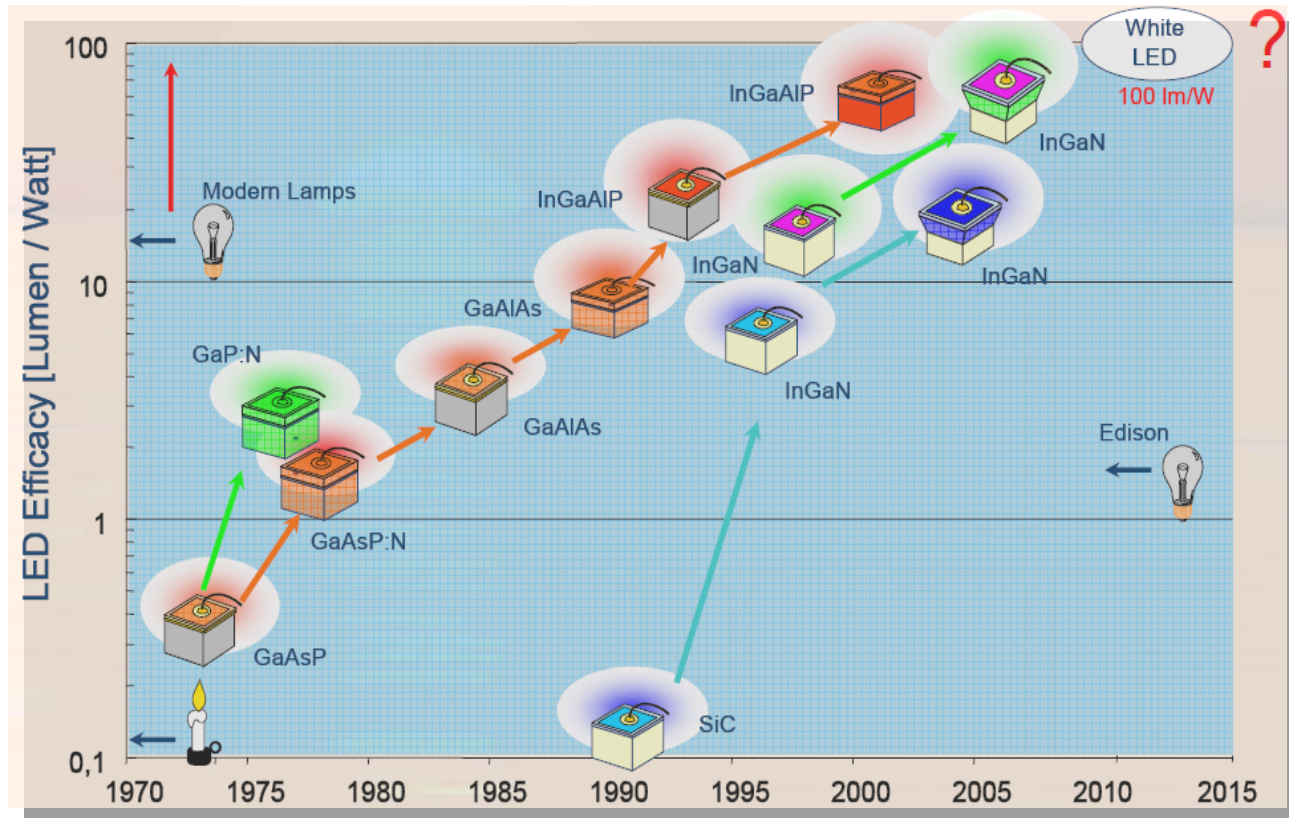 LED Efficacy [Lumen / Watt]
100
10
1
0,1
White
LED
?
100 lm/W
InGaAlP
InGaN
Modern Lamps
InGaAlP
InGaN
InGaN
GaAlAs
GaP:N
InGaN
GaAlAs
Edison
GaAsP:N
GaAsP
SiC
1970 1975 1980 1985 1990 1995 2000 2005 2010 2015